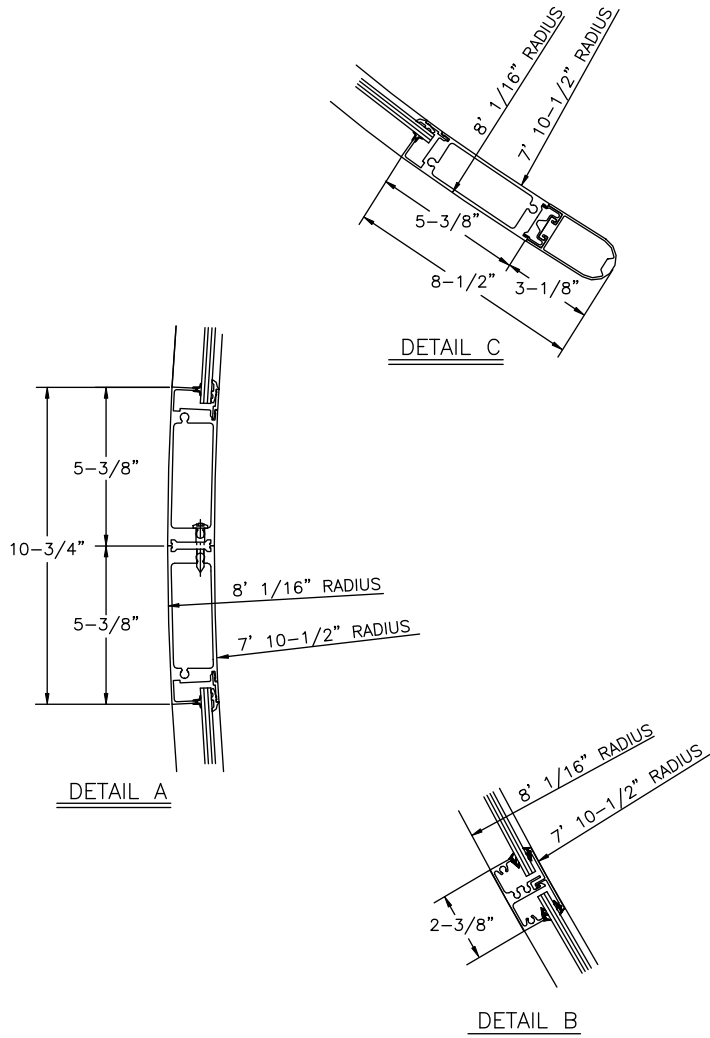 8' 1/16" RADIUS
7' 10-1/2" RADIUS
5-3/8"
8-1/2"
3-1/8"
DETAIL C
5-3/8"
10-3/4"
5-3/8"
8' 1/16" RADIUS
7' 10-1/2" RADIUS
DETAIL A
8' 1/16" RADIUS
7' 10-1/2" RADIUS
2-3/8"
DETAIL B